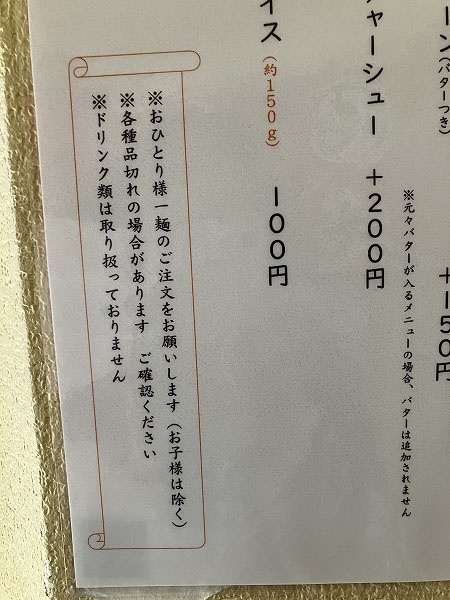 ーン(バターつき)
+150円
※元々バターが入るメニューの場合、バターは追加されません
チャーシュー +200円
イス(約150g) 100円
※おひとり様一麺のご注文をお願いします(お子様は除く)
※各種品切れの場合があります ご確認ください
※ドリンク類は取り扱っておりません